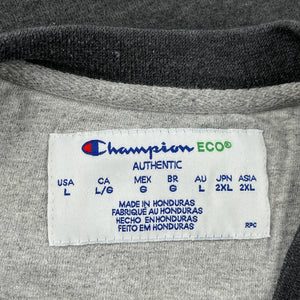 Champion ECO®
AUTHENTIC
USA CA MEX BR AU JPN ASIA
L L/G G G L 2XL 2XL
MADE IN HONDURAS
FABRIQUÉ AU HONDURAS
HECHO EN HONDURAS
FEITO EM HONDURAS
RPC